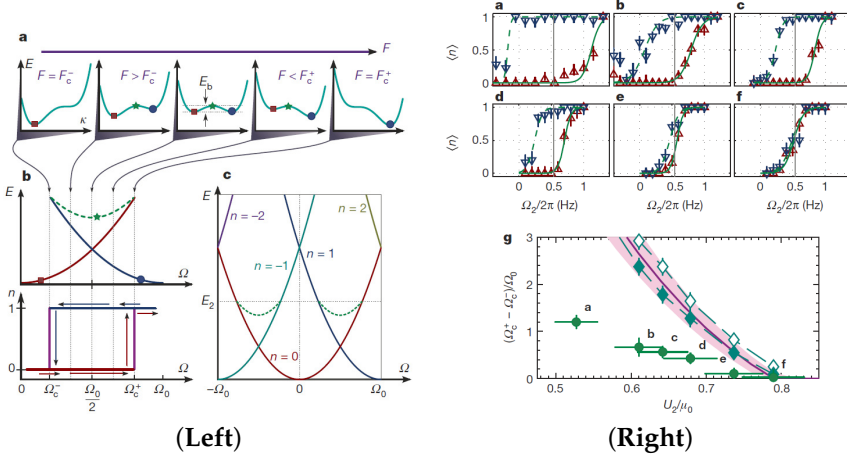 a
F
E
F = F_c^−
F > F_c^−
E_b
F < F_c^+
F = F_c^+
κ
b
E
Ω
n
1
0
0
Ω_c^−
Ω_0/2
Ω_c^+
Ω_0
Ω
c
E
n = −2
n = 2
n = −1
n = 1
E_2
n = 0
−Ω_0
0
Ω_0
Ω
(Left)
a
b
c
⟨n⟩
1
0
d
e
f
⟨n⟩
1
0
0 0.5 1
0 0.5 1
0 0.5 1
Ω_2/2π (Hz)
Ω_2/2π (Hz)
Ω_2/2π (Hz)
g
(Ω_c^+ − Ω_c^−)/Ω_0
3
2
1
0
a
b
c
d
e
f
0.6
0.7
0.8
U_2/μ_0
(Right)